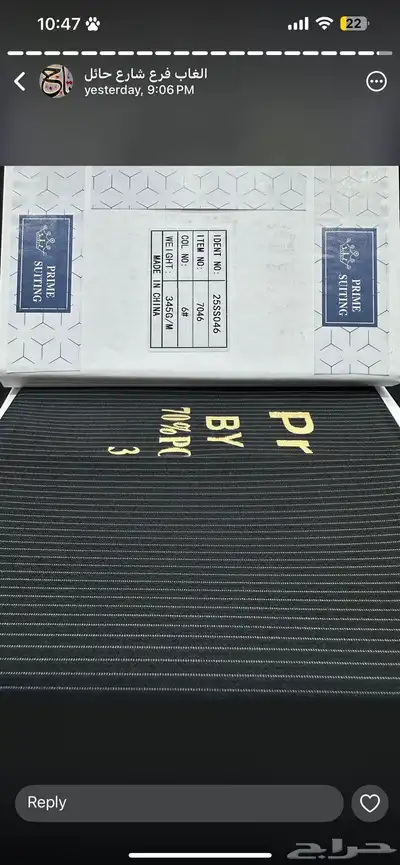 10:47
22
الغاب فرع شارع حائل
yesterday, 9:06 PM
PRIME
SUITING
IDENT NO: 25SS046
ITEM NO: 7046
COL NO: 6#
WEIGHT: 345G/M
MADE IN CHINA
PRIME
SUITING
pr
BY
70%
3
Reply
حراج